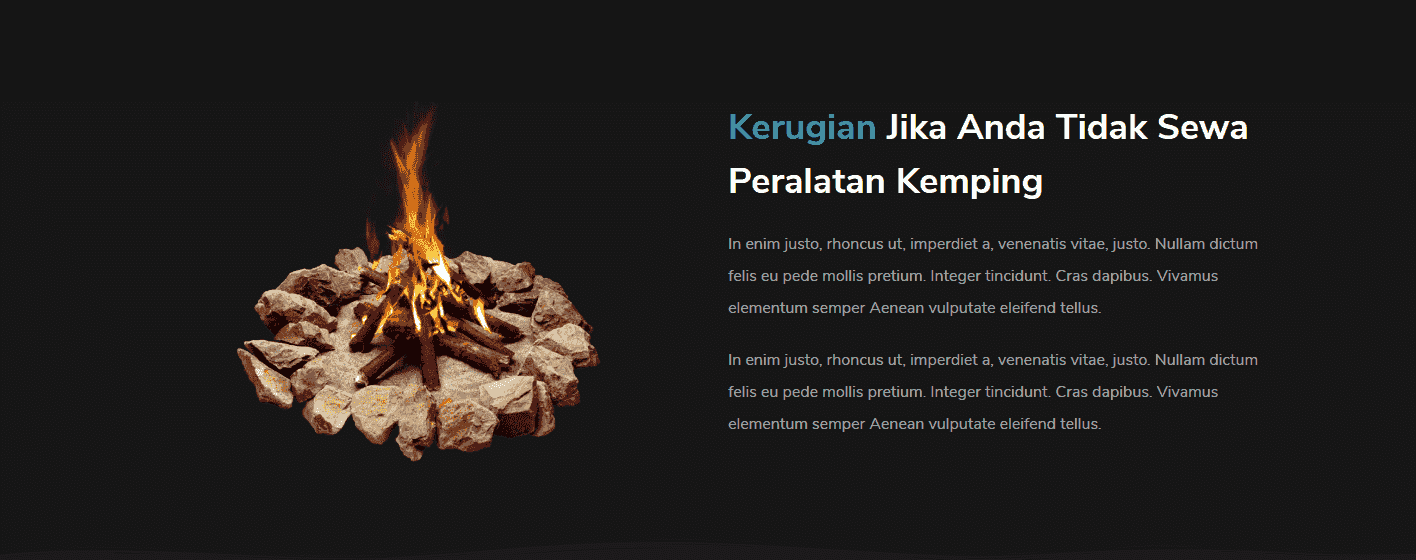 Kerugian Jika Anda Tidak Sewa
Peralatan Kemping
In enim justo, rhoncus ut, imperdiet a, venenatis vitae, justo. Nullam dictum
felis eu pede mollis pretium. Integer tincidunt. Cras dapibus. Vivamus
elementum semper Aenean vulputate eleifend tellus.
In enim justo, rhoncus ut, imperdiet a, venenatis vitae, justo. Nullam dictum
felis eu pede mollis pretium. Integer tincidunt. Cras dapibus. Vivamus
elementum semper Aenean vulputate eleifend tellus.